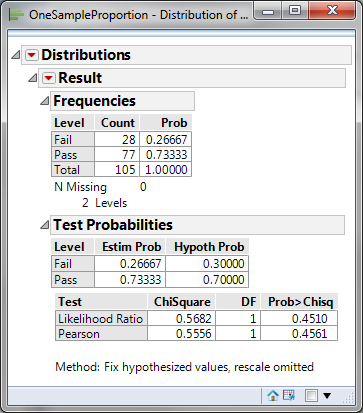 OneSampleProportion - Distribution of ...
Distributions
Result
Frequencies
Level Count Prob
Fail 28 0.26667
Pass 77 0.73333
Total 105 1.00000
N Missing 0
2 Levels
Test Probabilities
Level Estim Prob Hypoth Prob
Fail 0.26667 0.30000
Pass 0.73333 0.70000
Test ChiSquare DF Prob>Chisq
Likelihood Ratio 0.5682 1 0.4510
Pearson 0.5556 1 0.4561
Method: Fix hypothesized values, rescale omitted